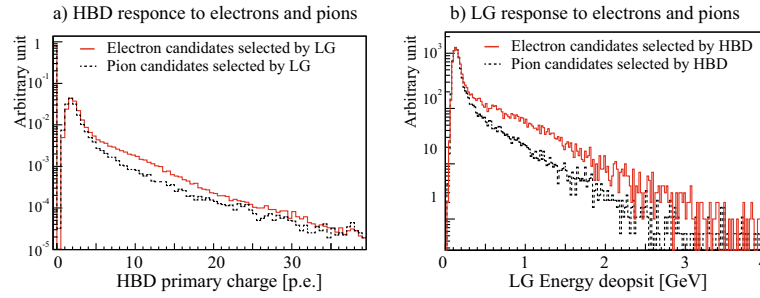 a) HBD responce to electrons and pions
Arbitrary unit
1
10-1
10-2
10-3
10-4
10-5
Electron candidates selected by LG
Pion candidates selected by LG
0 10 20 30
HBD primary charge [p.e.]
b) LG response to electrons and pions
Arbitrary unit
103
102
10
1
Electron candidates selected by HBD
Pion candidates selected by HBD
0 1 2 3 4
LG Energy deopsit [GeV]